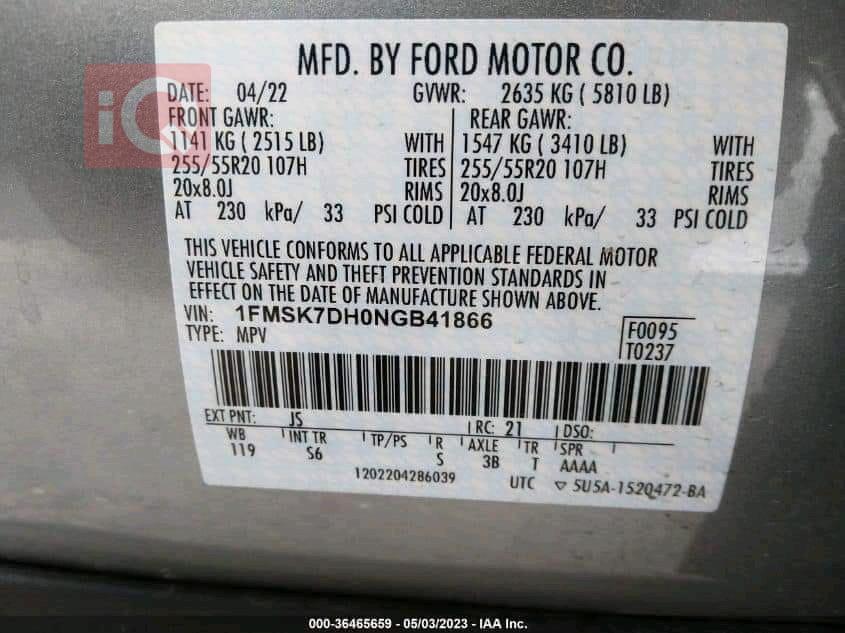 iQ
MFD. BY FORD MOTOR CO.
DATE: 04/22 GVWR: 2635 KG ( 5810 LB)
FRONT GAWR: REAR GAWR:
1141 KG ( 2515 LB) WITH 1547 KG ( 3410 LB) WITH
255/55R20 107H TIRES 255/55R20 107H TIRES
20x8.0J RIMS 20x8.0J RIMS
AT 230 kPa/ 33 PSI COLD AT 230 kPa/ 33 PSI COLD
THIS VEHICLE CONFORMS TO ALL APPLICABLE FEDERAL MOTOR
VEHICLE SAFETY AND THEFT PREVENTION STANDARDS IN
EFFECT ON THE DATE OF MANUFACTURE SHOWN ABOVE.
VIN: 1FMSK7DH0NGB41866
TYPE: MPV
F0095
T0237
EXT PNT: JS RC: 21 DSO:
WB INT TR TP/PS R AXLE TR SPR
119 S6 S 3B T AAAA
1202204286039 UTC ▽ 5U5A-1520472-BA
000-36465659 - 05/03/2023 - IAA Inc.